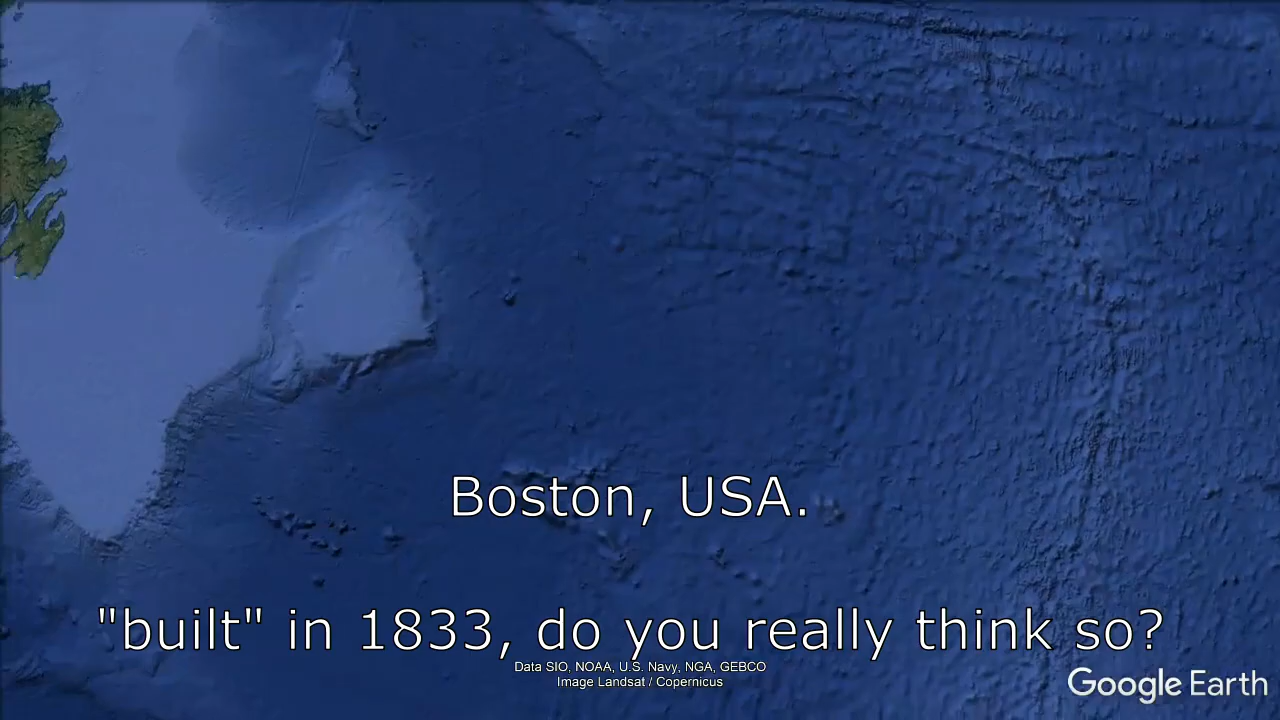 Boston, USA.
"built" in 1833, do you really think so?
Data SIO, NOAA, U.S. Navy, NGA, GEBCO
Image Landsat / Copernicus
Google Earth